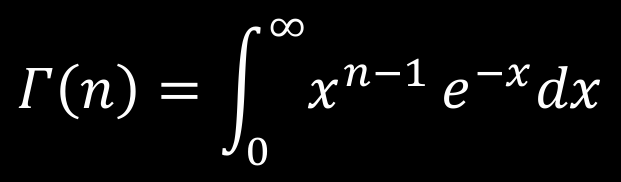 Γ(n) = ∫₀^∞ xⁿ⁻¹ e⁻ˣ dx